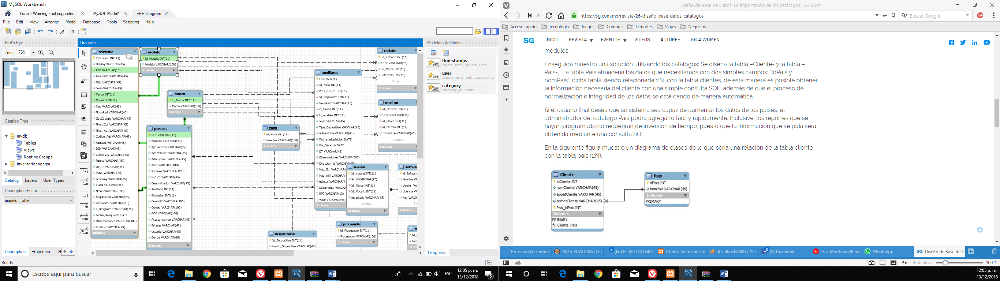 MySQL Workbench
Local - Warning - not supported
MySQL Model*
EER Diagram
File Edit View Arrange Model Database Tools Scripting Help
Bird's Eye
Zoom: 75%
Catalog Tree
mydb
Tables
Views
Routine Groups
inventariosagarpa
Catalog Layers User Types
Description Editor
modelo: Table
Description Properties H
Ready
1:1
1:n
1:1
1:n
n:m
1:n
Diagram
telefonia
Extencion INT(11)
Display VARCHAR(45)
RFC VARCHAR(13)
Inmueble VARCHAR(45)
Sitio VARCHAR(45)
Serie VARCHAR(45)
Marca INT(11)
Modelo INT(11)
Mac VARCHAR(45)
NodoRed VARCHAR(45)
GpoCaptura VARCHAR(45)
Nivel_Cor VARCHAR(45)
Nivel_Aut VARCHAR(45)
Codigo_Aut VARCHAR(45)
Funcion VARCHAR(45)
DID VARCHAR(45)
CorreoVoz VARCHAR(45)
Puerto VARCHAR(45)
Dir_IP VARCHAR(45)
Mask VARCHAR(45)
Gateway VARCHAR(45)
VLAN VARCHAR(45)
Notas VARCHAR(300)
Adquisicion VARCHAR(45)
Eliminador VARCHAR(45)
F_Resguardo VARCHAR(45)
Fecha_Resguardo DATE
Obserbaciones VARCHAR(300)
Estatus VARCHAR(45)
Indexes
modelo
id_Modelo INT(11)
Modelo VARCHAR(100)
Indexes
marca
id_Marca INT(11)
Marca VARCHAR(100)
Indexes
persona
RFC VARCHAR(13)
Nombre VARCHAR(45)
ApePaterno VARCHAR(45)
ApeMaterno VARCHAR(45)
Adscripcion VARCHAR(45)
Area VARCHAR(100)
Subarea VARCHAR(100)
Puesto VARCHAR(45)
Denominacion VARCHAR(45)
Telefono INT(11)
Extension INT(11)
Domidilio VARCHAR(100)
Correo VARCHAR(100)
GFC VARCHAR(100)
Acceso_correo VARCHAR(45)
Estatus VARCHAR(45)
Usuario VARCHAR(45)
Contra VARCHAR(45)
Indexes
zona
id_Zona INT(11)
Nombre VARCHAR(100)
Indexes
dispositivos
Id_Dispositivo INT(11)
Nomb_Dispositivo VARCHAR(45)
auxiliares
Folio INT(11)
Id_zona INT(11)
Presupuesto INT(11)
Id_dispositivo INT(11)
Inventario VARCHAR(45)
id_Marca INT(11)
id_modelo INT(11)
serie VARCHAR(45)
Tipo_Dispositivo VARCHAR(45)
Adquisicion VARCHAR(45)
Fecha_adquisicion DATE
Fin_Garantia DATE
DT VARCHAR(45)
Observaciones VARCHAR(300)
Direccion_ip VARCHAR(45)
Mac_Eth VARCHAR(
Mac_wifi VARCHAR(
estatus VARCHAR(45)
Documento VARCHAR(
RFC VARCHAR(13)
Valor VARCHAR(45)
Indexes
mouse
Id_mouse INT(11)
Serie VARCHAR(45)
Id_Marca INT(11)
Id_Modelo INT(11)
Inventario VARCHAR(45)
2 more...
Indexes
procesador
id_Procesador INT(11)
Procesador VARCHAR(100)
Indexes
teclado
Id_Teclado INT(11)
Serie VARCHAR(45)
Id_Marca INT(11)
IdModelo INT(11)
3 more...
Indexes
monitor
id_Monitor INT(11)
Serie VARCHAR(45)
id_Marca INT(11)
id_Modelo INT(11)
Inventario VARCHAR(45)
2 more...
Indexes
softwa
id_Softwar
Nombre VA
Version VA
Licencia VA
Key VARCH
3 r
Indexes
m
Id_
Mer
Inde
Modeling Additions
timestamps
create_time, update_time
user
username, email, password, ...
category
category_id, name
Templates
Escribe aquí para buscar
ESP
12:05 p. m.
13/12/2018
5
Diseño de Base de Datos: La importancia de los catálogos | SG Buzz
https://sg.com.mx/revista/26/diseño-base-datos-catalogos
Buscar Google
ABP
Acceso rápido Tecnología Juegos Compras Deportes Viajes Negocios
SG INICIO REVISTA EVENTOS VIDEOS AUTORES SG 4 WOMEN
módulos.
Enseguida muestro una solución utilizando los catálogos: Se diseña la tabla –Cliente- y la tabla –
Pais-, La tabla Pais almacena los datos que necesitamos con dos simples campos: “idPais y
nomPais”, dicha tabla siendo relacionada 1:N con la tabla clientes, de esta manera es posible obtener
la información necesaria del cliente con una simple consulta SQL, además de que el proceso de
normalización e integridad de los datos se está dando de manera automática.
Si el usuario final desea que su sistema sea capaz de aumentar los datos de los países, el
administrador del catálogo Pais podrá agregarlo fácil y rápidamente. Inclusive, los reportes que se
hayan programado no requerirán de inversión de tiempo, puesto que la información que se pida será
obtenida mediante una consulta SQL.
En la siguiente figura muestro un diagrama de clases de lo que seria una relación de la tabla cliente
con la tabla país (1:N).
Cliente
idCliente INT
nomCliente VARCHAR(45)
appatCliente VARCHAR(45)
apmatCliente VARCHAR(45)
Pais_idPais INT
Indexes
PRIMARY
fk_Cliente_Pais
Pais
idPais INT
nomPais VARCHAR(45)
Indexes
PRIMARY
Estas son las empres
SIV :: BITÁCORA DE A
(66) EL VECINO MOL
Control de dispositiv
localhost:8080 / 127
2
(2) Facebook
Gas Montana (Remix
WhatsApp
SG Diseño de Base de D
Restablecer
100 %
12:05 p. m.
13/12/2018